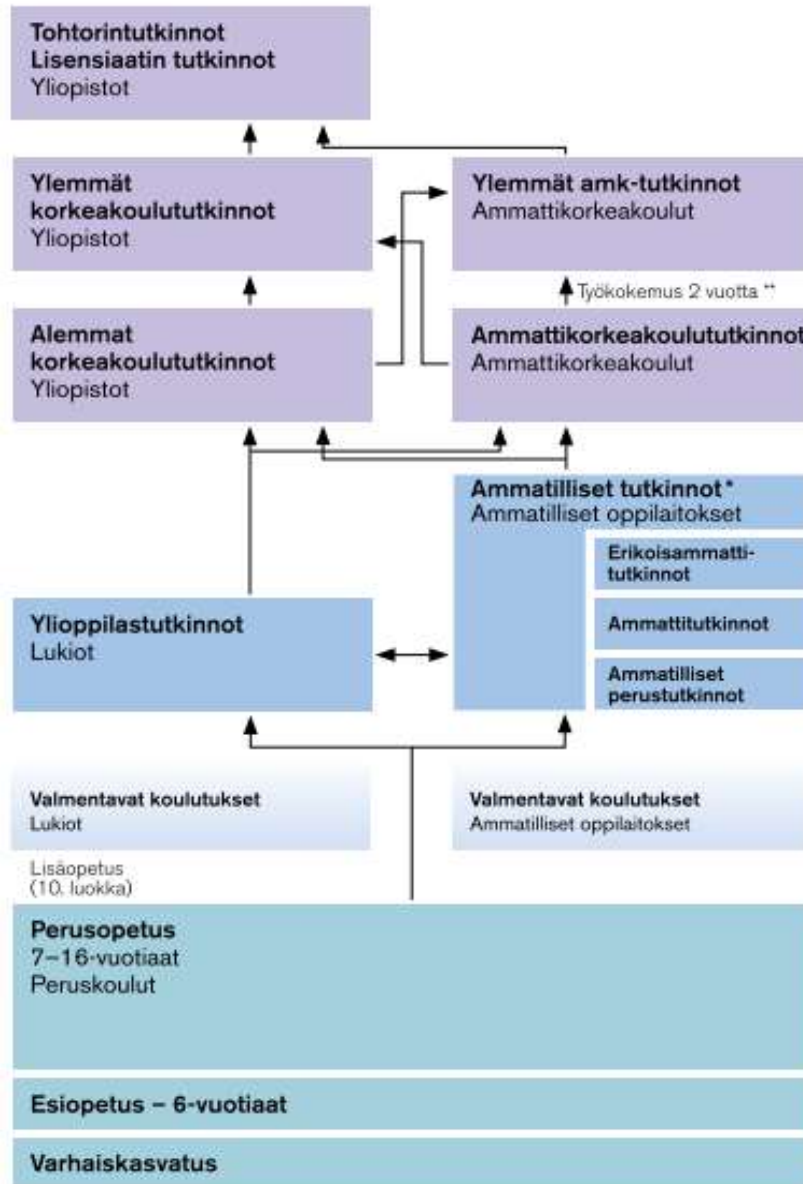 Tohtorintutkinnot
Lisensiaatin tutkinnot
Yliopistot
Ylemmät
korkeakoulututkinnot
Yliopistot
Ylemmät amk-tutkinnot
Ammattikorkeakoulut
Työkokemus 2 vuotta **
Alemmat
korkeakoulututkinnot
Yliopistot
Ammattikorkeakoulututkinnot
Ammattikorkeakoulut
Ammatilliset tutkinnot*
Ammatilliset oppilaitokset
Erikoisammatti-
tutkinnot
Ammattitutkinnot
Ammatilliset
perustutkinnot
Ylioppilastutkinnot
Lukiot
Valmentavat koulutukset
Lukiot
Valmentavat koulutukset
Ammatilliset oppilaitokset
Lisäopetus
(10. luokka)
Perusopetus
7–16-vuotiaat
Peruskoulut
Esiopetus – 6-vuotiaat
Varhaiskasvatus